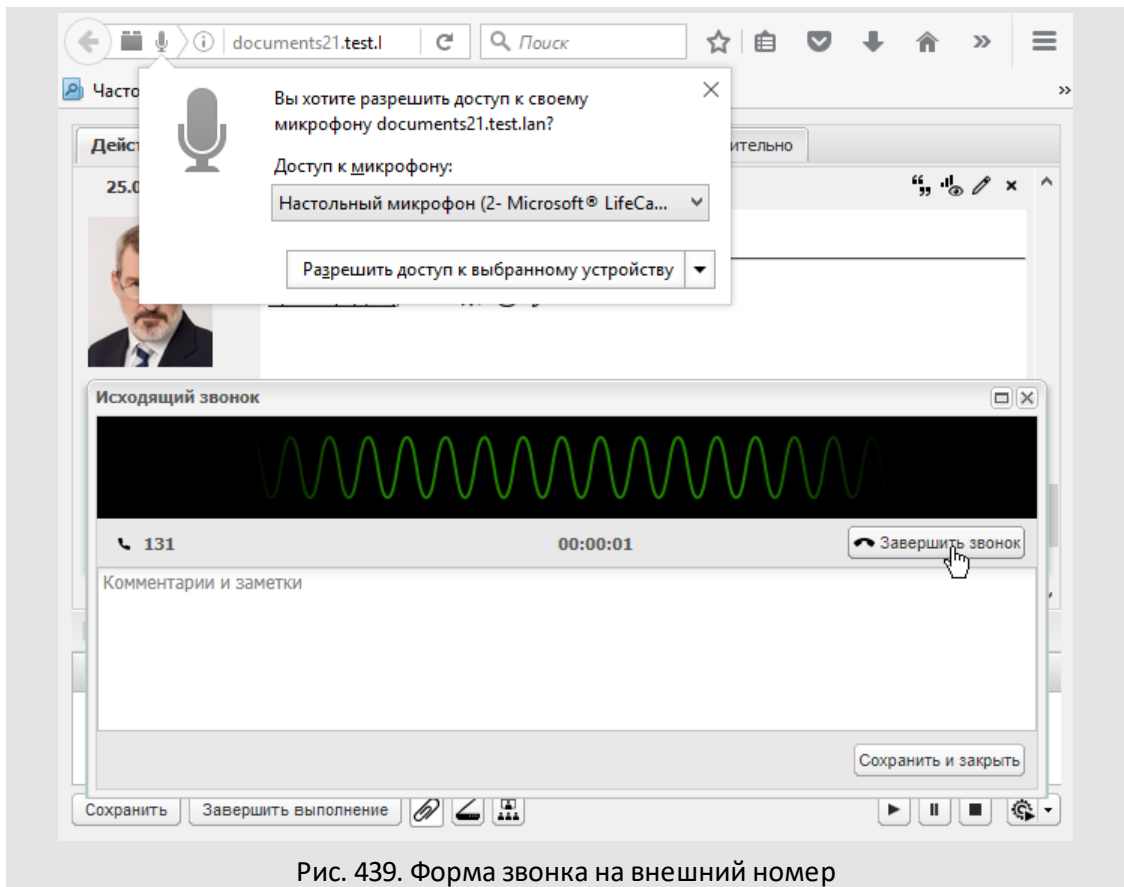 documents21.test.l
Поиск
Часто
Вы хотите разрешить доступ к своему
микрофону documents21.test.lan?
Доступ к микрофону:
Настольный микрофон (2- Microsoft® LifeCa...
Разрешить доступ к выбранному устройству
Дейс
ительно
25.0
Исходящий звонок
131
00:00:01
Завершить звонок
Комментарии и заметки
Сохранить и закрыть
Сохранить
Завершить выполнение
Рис. 439. Форма звонка на внешний номер